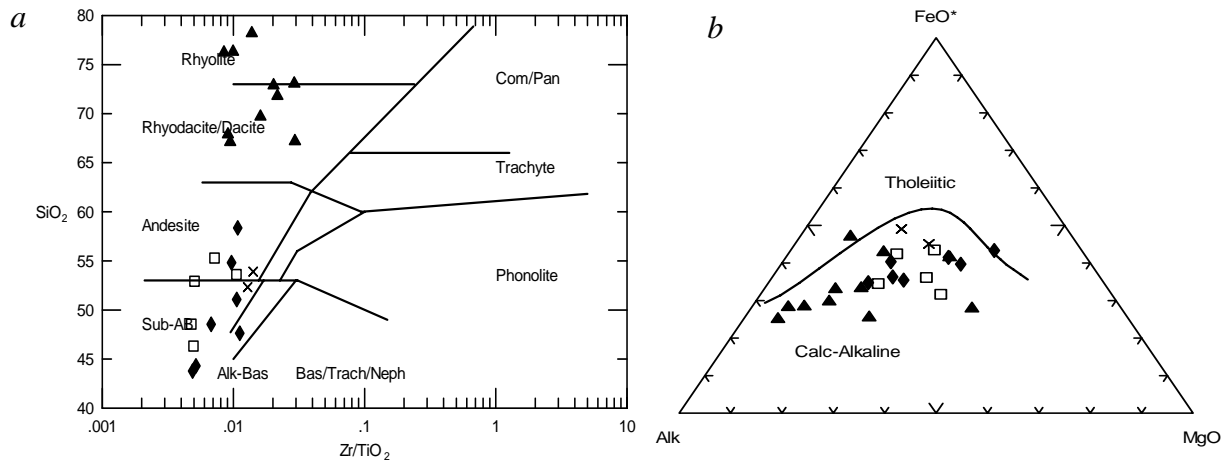 a
80
75
70
65
60
55
50
45
40
SiO2
.001
.01
.1
1
10
Zr/TiO2
Rhyolite
Com/Pan
Rhyodacite/Dacite
Trachyte
Andesite
Phonolite
Sub-AB
Alk-Bas
Bas/Trach/Neph
b
FeO*
Tholeiitic
Calc-Alkaline
Alk
MgO